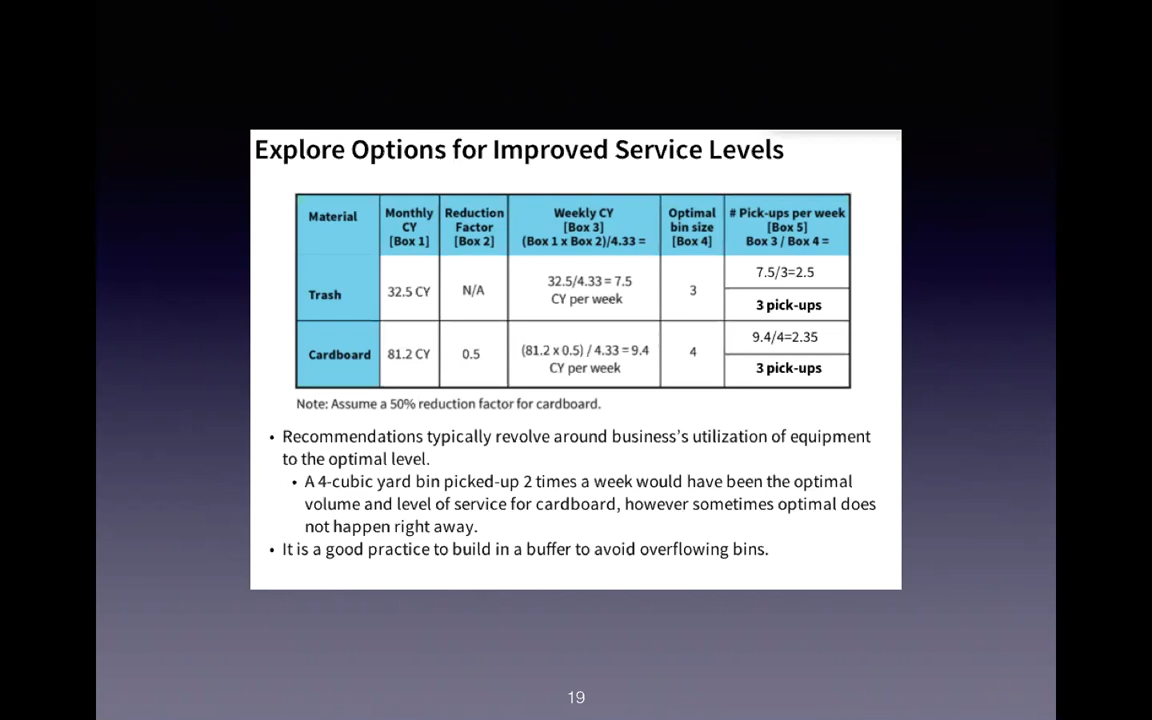 Explore Options for Improved Service Levels
Material
Monthly
CY
[Box 1]
Reduction
Factor
[Box 2]
Weekly CY
[Box 3]
(Box 1 x Box 2)/4.33 =
Optimal
bin size
[Box 4]
# Pick-ups per week
[Box 5]
Box 3 / Box 4 =
Trash
32.5 CY
N/A
32.5/4.33 = 7.5
CY per week
3
7.5/3=2.5
3 pick-ups
Cardboard
81.2 CY
0.5
(81.2 x 0.5) / 4.33 = 9.4
CY per week
4
9.4/4=2.35
3 pick-ups
Note: Assume a 50% reduction factor for cardboard.
• Recommendations typically revolve around business's utilization of equipment
to the optimal level.
• A 4-cubic yard bin picked-up 2 times a week would have been the optimal
volume and level of service for cardboard, however sometimes optimal does
not happen right away.
• It is a good practice to build in a buffer to avoid overflowing bins.
19